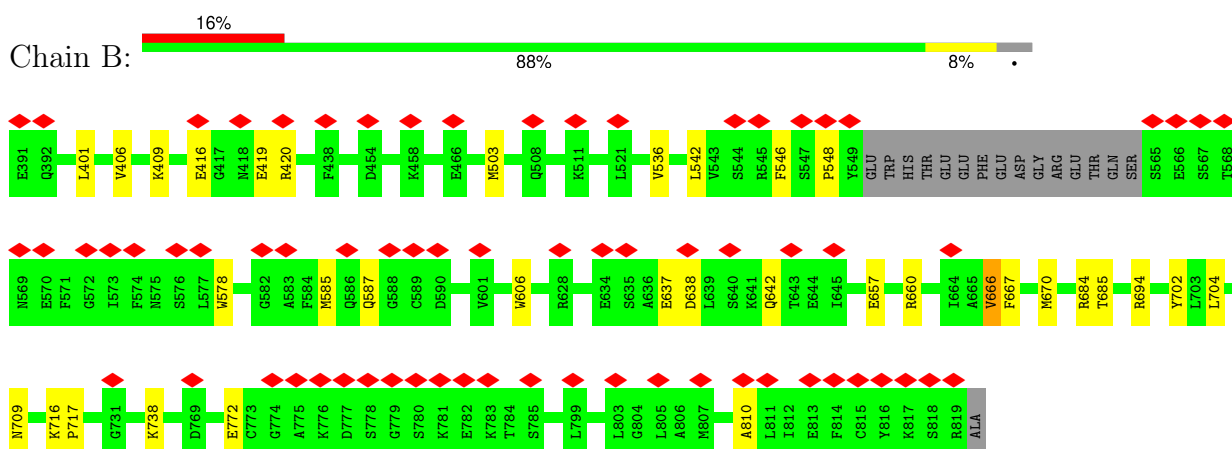 16%
Chain B:
88% 8% •
E391 Q392 L401 V406 K409 E416 G417 N418 E419 R420 F438 D454 K458 E466 M503 Q508 K511 L521 V536 L542 V543 S544 R545 F546 S547 P548 Y549 GLU TRP HIS THR GLU GLU PHE GLU ASP GLY ARG GLU THR GLN SER S565 E566 S567 T568
N569 E570 F571 G572 I573 F574 N575 S576 L577 W578 G582 A583 F584 M585 Q586 Q587 G588 C589 D590 V601 W606 R628 E634 S635 A636 E637 D638 L639 S640 K641 Q642 T643 E644 I645 E657 R660 I664 A665 V666 F667 M670 R684 T685 R694 Y702 L703 L704
N709 K716 P717 G731 K738 D769 E772 C773 G774 A775 K776 D777 S778 G779 S780 K781 E782 K783 T784 S785 L799 L803 G804 L805 A806 M807 A810 L811 I812 E813 F814 C815 Y816 K817 S818 R819 ALA